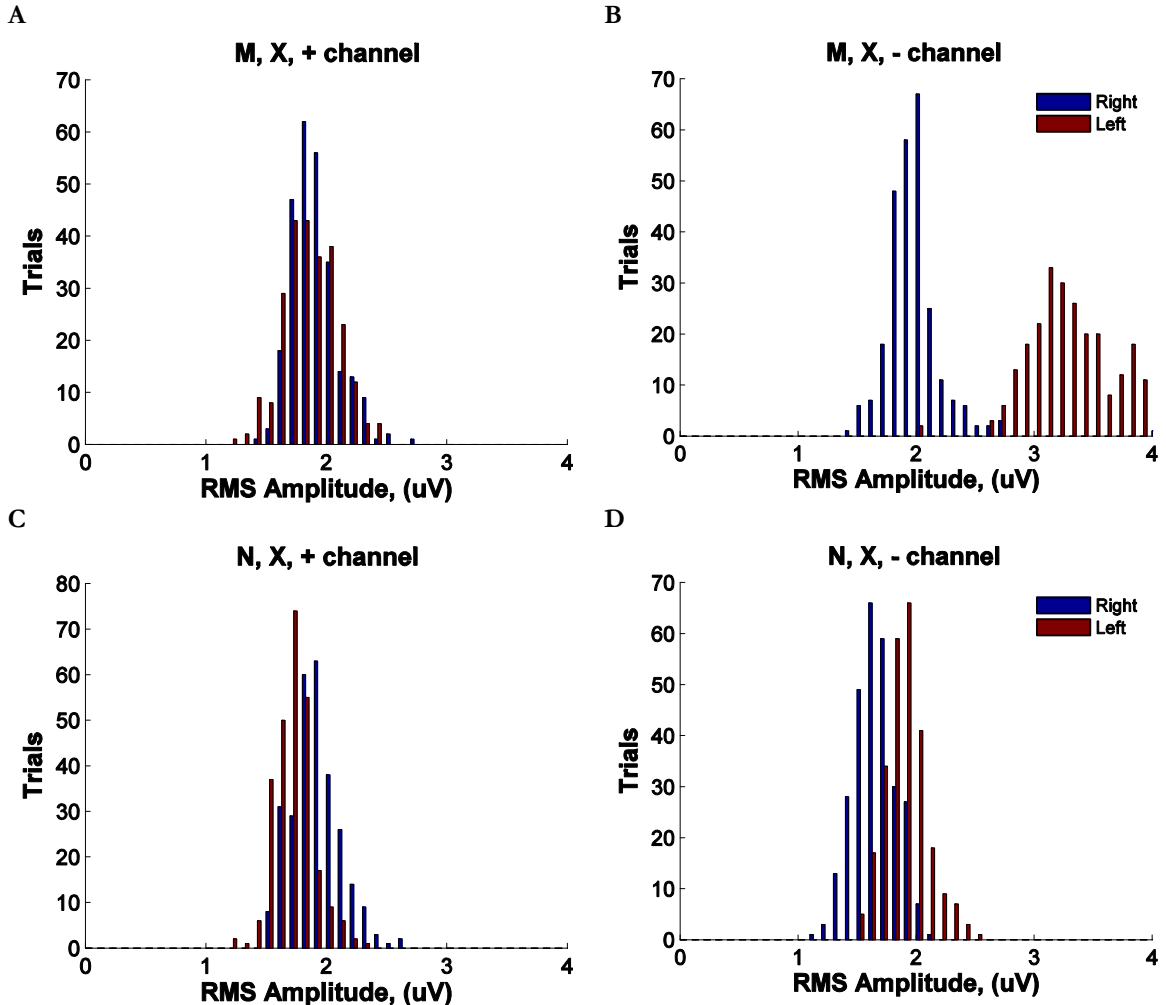 A
M, X, + channel
70
60
50
40
30
20
10
0
Trials
0 1 2 3 4
RMS Amplitude, (uV)
B
M, X, - channel
70
60
50
40
30
20
10
0
Trials
Right
Left
0 1 2 3 4
RMS Amplitude, (uV)
C
N, X, + channel
80
70
60
50
40
30
20
10
0
Trials
0 1 2 3 4
RMS Amplitude, (uV)
D
N, X, - channel
70
60
50
40
30
20
10
0
Trials
Right
Left
0 1 2 3 4
RMS Amplitude, (uV)